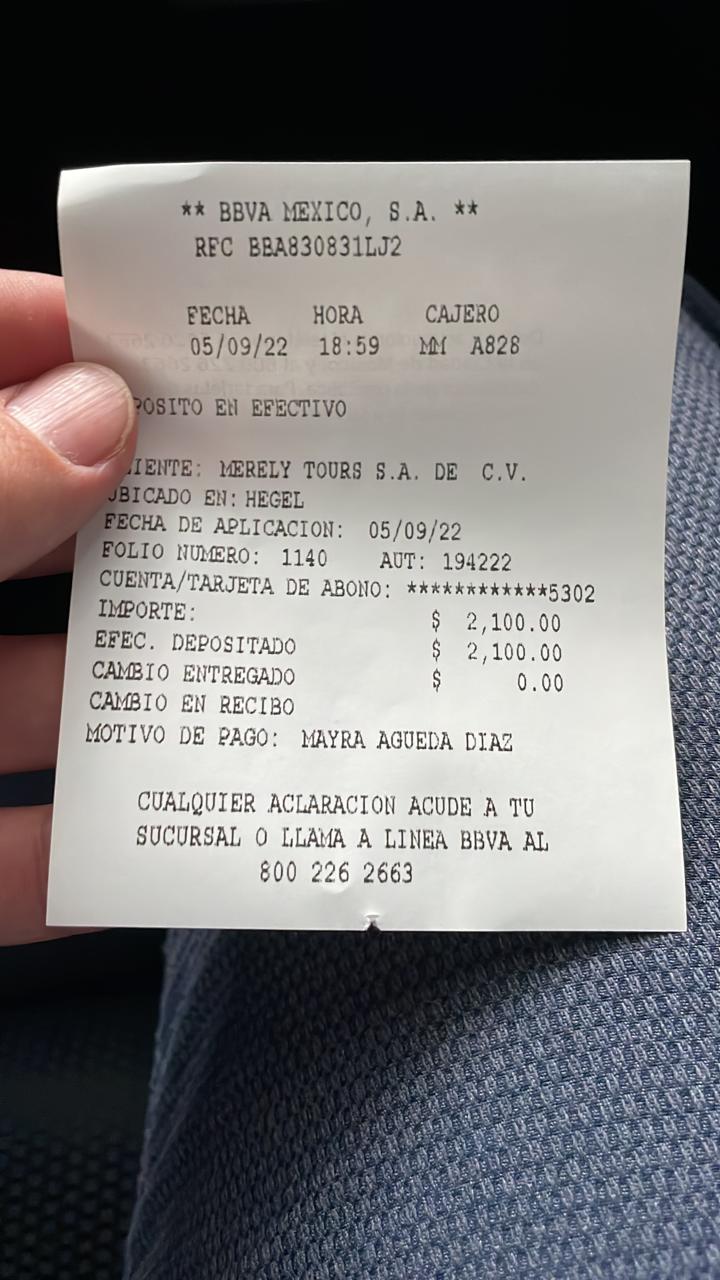 ** BBVA MEXICO, S.A. **
RFC BBA830831LJ2
FECHA HORA CAJERO
05/09/22 18:59 MM A828
POSITO EN EFECTIVO
IENTE: MERELY TOURS S.A. DE C.V.
UBICADO EN: HEGEL
FECHA DE APLICACION: 05/09/22
FOLIO NUMERO: 1140 AUT: 194222
CUENTA/TARJETA DE ABONO: ************5302
IMPORTE: $ 2,100.00
EFEC. DEPOSITADO $ 2,100.00
CAMBIO ENTREGADO $ 0.00
CAMBIO EN RECIBO
MOTIVO DE PAGO: MAYRA AGUEDA DIAZ
CUALQUIER ACLARACION ACUDE A TU
SUCURSAL O LLAMA A LINEA BBVA AL
800 226 2663